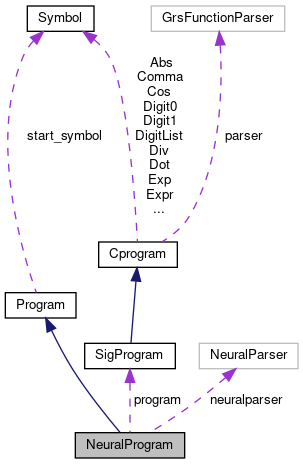 Symbol
GrsFunctionParser
Abs
Comma
Cos
Digit0
Digit1
DigitList
Div
Dot
Exp
Expr
...
start_symbol
parser
Cprogram
Program
SigProgram
NeuralParser
program
neuralparser
NeuralProgram